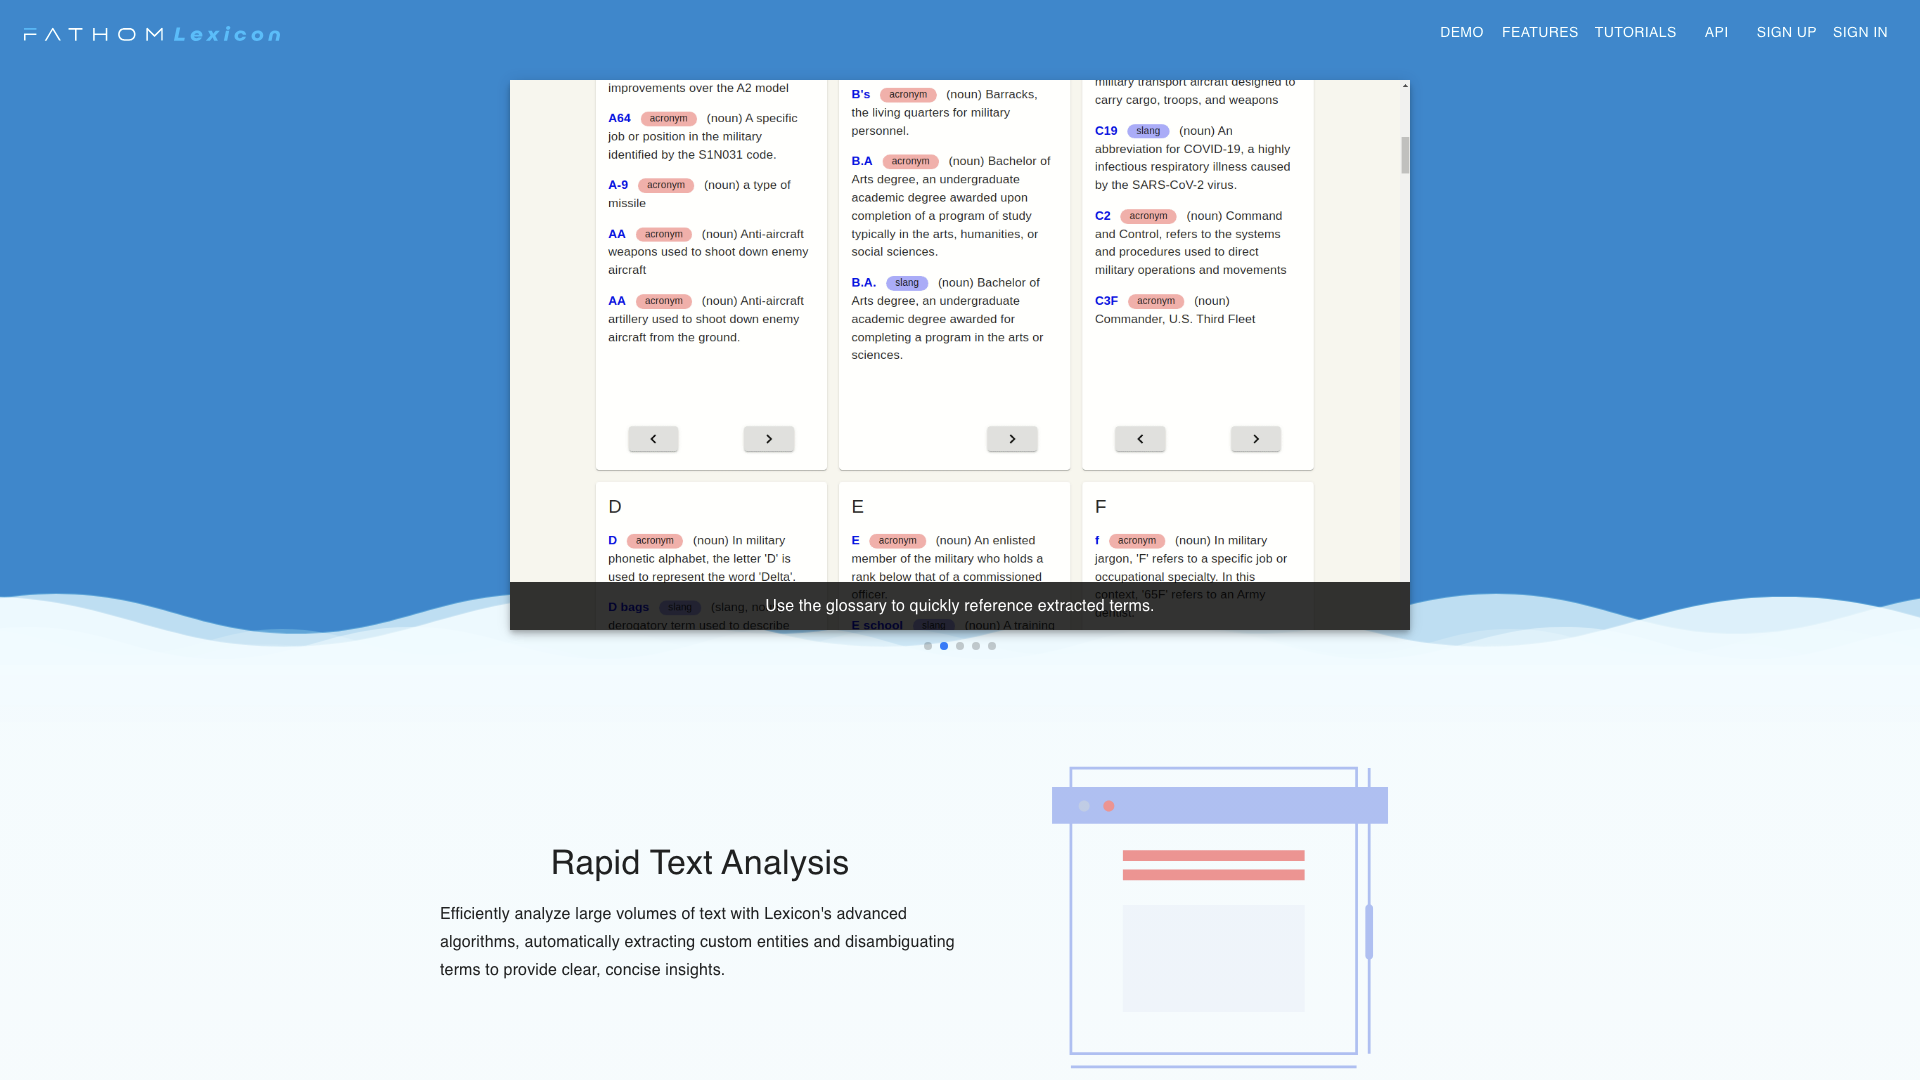 FATHOM Lexicon
DEMO FEATURES TUTORIALS API SIGN UP SIGN IN
improvements over the A2 model
A64 acronym (noun) A specific
job or position in the military
identified by the S1N031 code.
A-9 acronym (noun) a type of
missile
AA acronym (noun) Anti-aircraft
weapons used to shoot down enemy
aircraft
AA acronym (noun) Anti-aircraft
artillery used to shoot down enemy
aircraft from the ground.
B's acronym (noun) Barracks,
the living quarters for military
personnel.
B.A acronym (noun) Bachelor of
Arts degree, an undergraduate
academic degree awarded upon
completion of a program of study
typically in the arts, humanities, or
social sciences.
B.A. slang (noun) Bachelor of
Arts degree, an undergraduate
academic degree awarded for
completing a program in the arts or
sciences.
military transport aircraft designed to
carry cargo, troops, and weapons
C19 slang (noun) An
abbreviation for COVID-19, a highly
infectious respiratory illness caused
by the SARS-CoV-2 virus.
C2 acronym (noun) Command
and Control, refers to the systems
and procedures used to direct
military operations and movements
C3F acronym (noun)
Commander, U.S. Third Fleet
D
D acronym (noun) In military
phonetic alphabet, the letter 'D' is
used to represent the word 'Delta'.
D bags slang (slang,
derogatory term used to describe
E
E acronym (noun) An enlisted
member of the military who holds a
rank below that of a commissioned
officer.
E school slang (noun) A training
F
f acronym (noun) In military
jargon, 'F' refers to a specific job or
occupational specialty. In this
context, '65F' refers to an Army
dentist.
Use the glossary to quickly reference extracted terms.
Rapid Text Analysis
Efficiently analyze large volumes of text with Lexicon's advanced
algorithms, automatically extracting custom entities and disambiguating
terms to provide clear, concise insights.